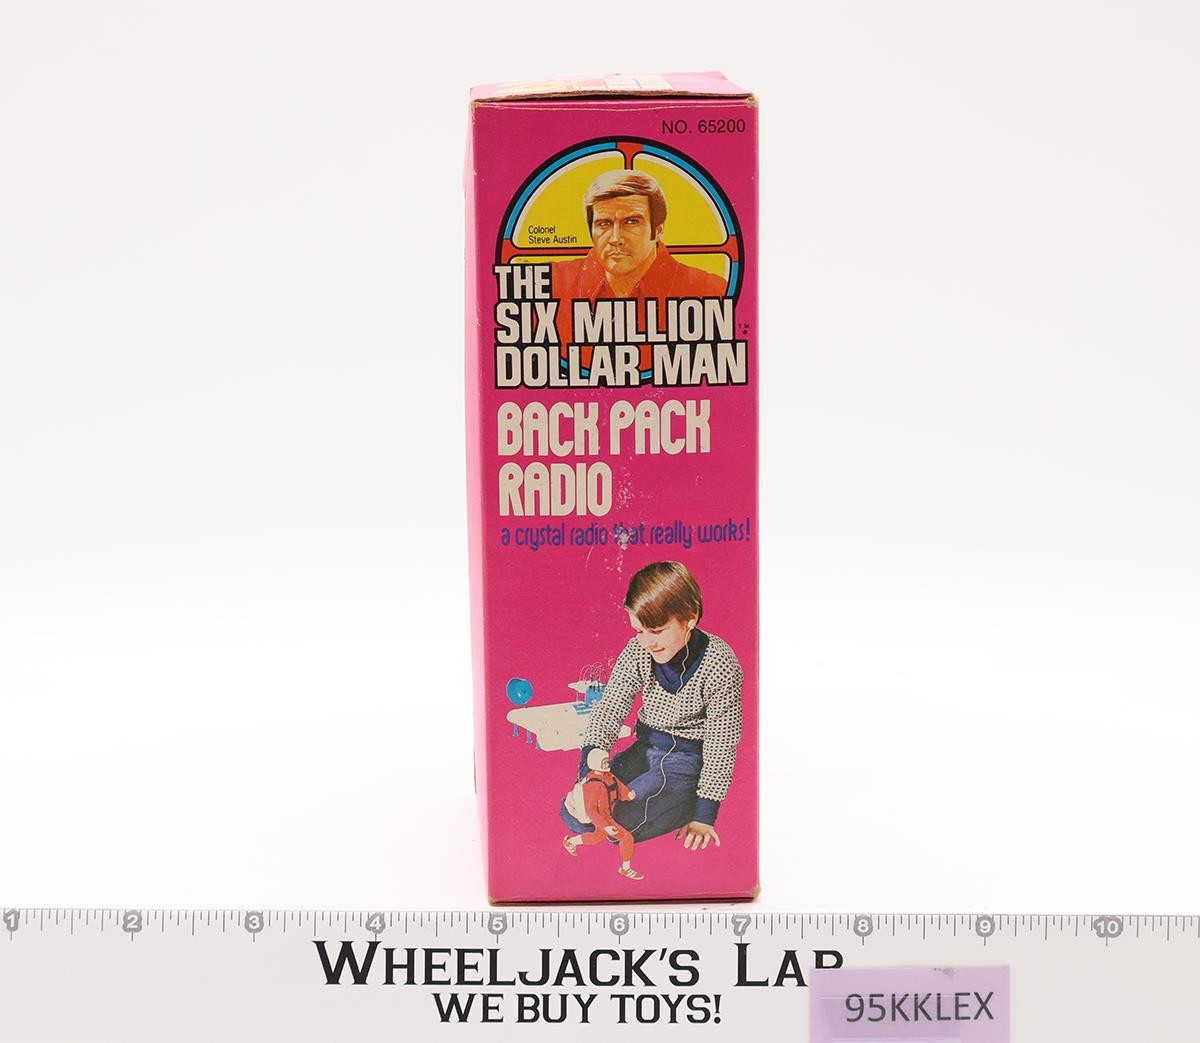 NO. 65200
Colonel
Steve Austin
THE
SIX MILLION
DOLLAR MAN
T.M.
BACK PACK
RADIO
a crystal radio that really works!
1 2 3 4 5 6 7 8 9 10
WHEELJACK'S LAB
WE BUY TOYS!
95KKLEX